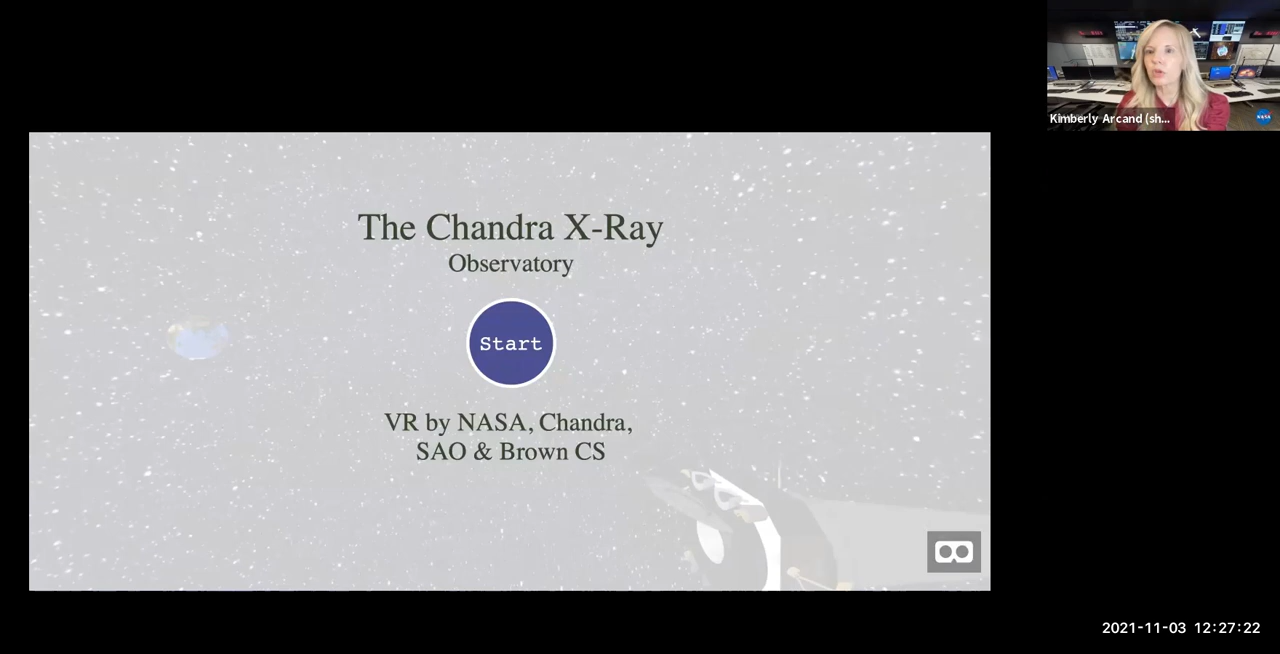 Kimberly Arcand (sh...
NASA
The Chandra X-Ray
Observatory
Start
VR by NASA, Chandra,
SAO & Brown CS
2021-11-03 12:27:22